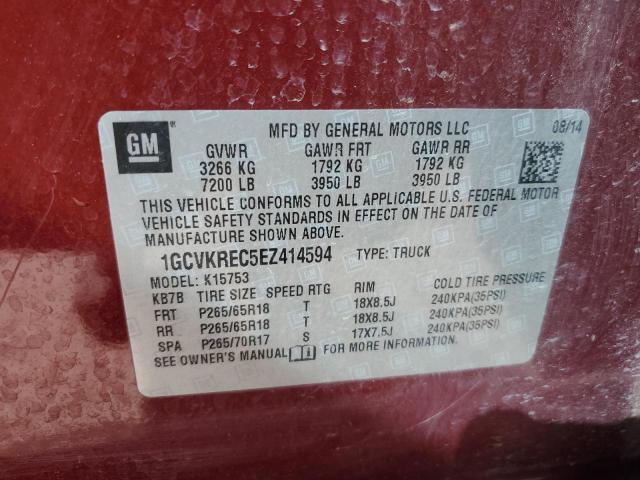 GM ®
MFD BY GENERAL MOTORS LLC 08/14
GVWR GAWR FRT GAWR RR
3266 KG 1792 KG 1792 KG
7200 LB 3950 LB 3950 LB
THIS VEHICLE CONFORMS TO ALL APPLICABLE U.S. FEDERAL MOTOR
VEHICLE SAFETY STANDARDS IN EFFECT ON THE DATE OF
MANUFACTURE SHOWN ABOVE.
1GCVKREC5EZ414594 TYPE: TRUCK
MODEL: K15753
KB7B TIRE SIZE SPEED RTG RIM COLD TIRE PRESSURE
FRT P265/65R18 T 18X8.5J 240KPA(35PSI)
RR P265/65R18 T 18X8.5J 240KPA(35PSI)
SPA P265/70R17 S 17X7.5J 240KPA(35PSI)
SEE OWNER'S MANUAL FOR MORE INFORMATION.